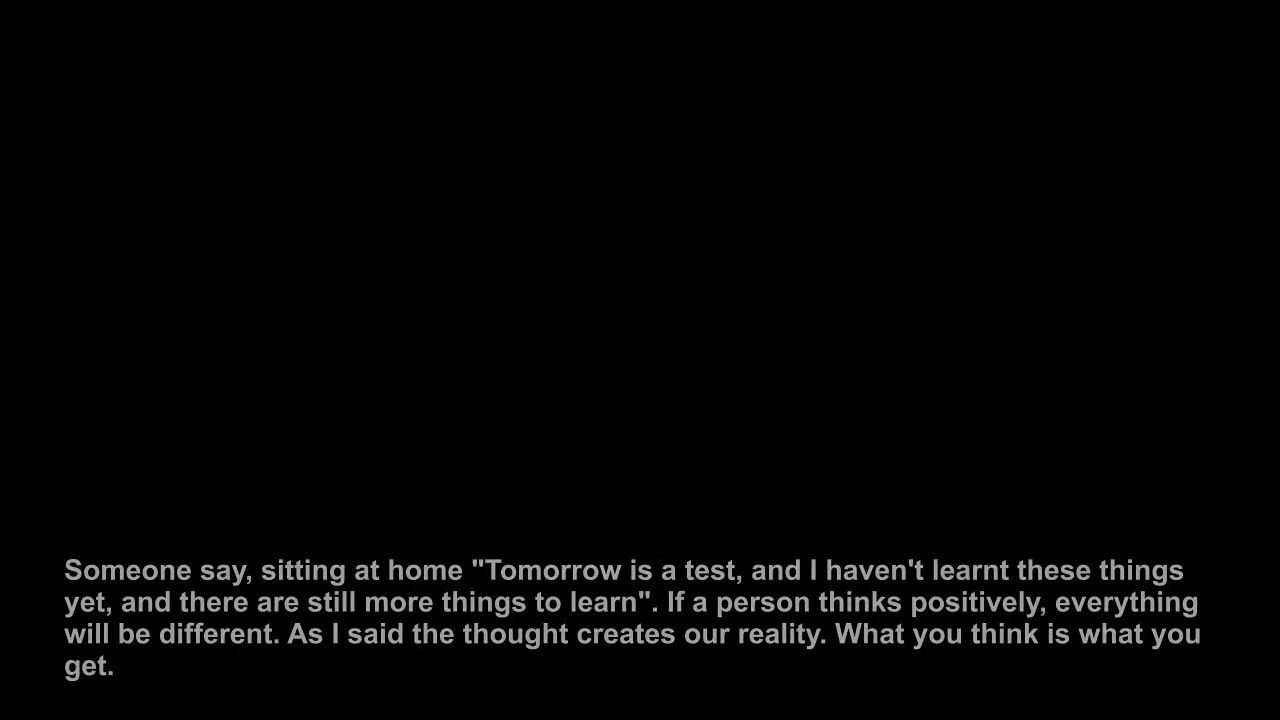 Someone say, sitting at home "Tomorrow is a test, and I haven't learnt these things
yet, and there are still more things to learn". If a person thinks positively, everything
will be different. As I said the thought creates our reality. What you think is what you
get.